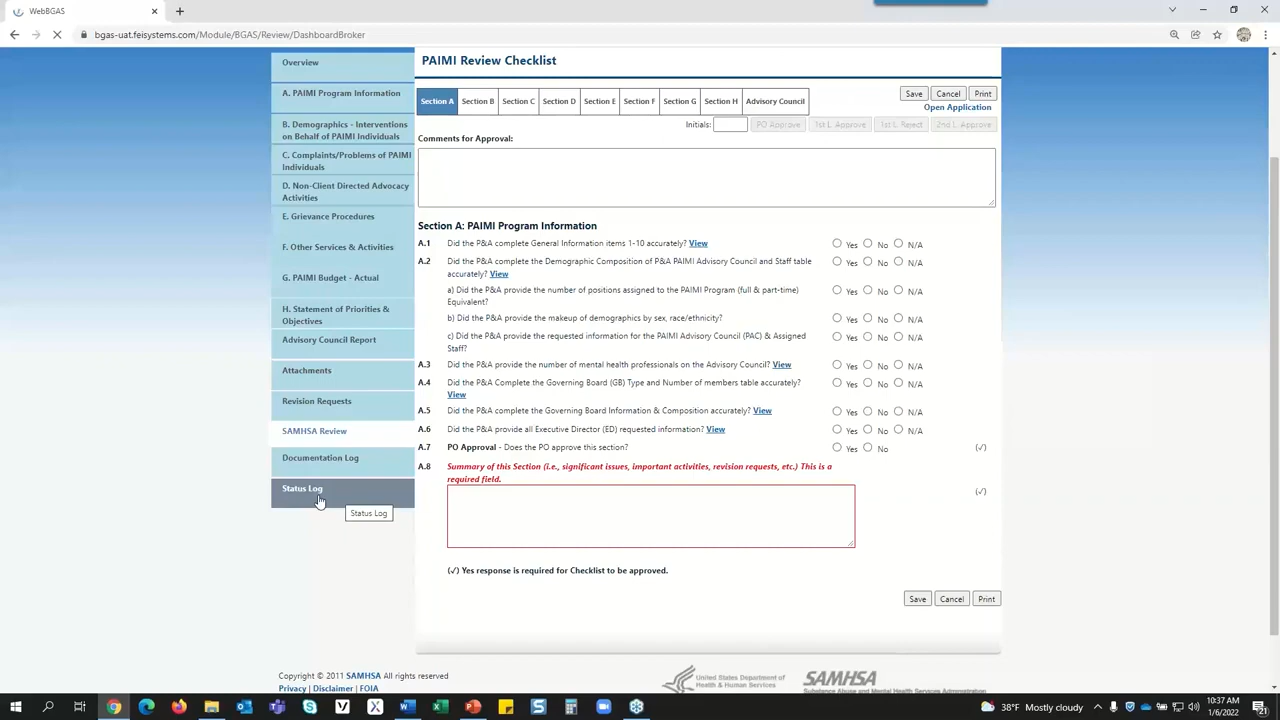 WebBGAS
bgas-uat.feisystems.com/Module/BGAS/Review/DashboardBroker
Overview
A. PAIMI Program Information
B. Demographics - Interventions
on Behalf of PAIMI Individuals
C. Complaints/Problems of PAIMI
Individuals
D. Non-Client Directed Advocacy
Activities
E. Grievance Procedures
F. Other Services & Activities
G. PAIMI Budget - Actual
H. Statement of Priorities &
Objectives
Advisory Council Report
Attachments
Revision Requests
SAMHSA Review
Documentation Log
Status Log
Status Log
PAIMI Review Checklist
Section A Section B Section C Section D Section E Section F Section G Section H Advisory Council
Save Cancel Print
Open Application
Initials: PO Approve 1st L. Approve 1st L. Reject 2nd L. Approve
Comments for Approval:
Section A: PAIMI Program Information
A.1 Did the P&A complete General Information items 1-10 accurately? View Yes No N/A
A.2 Did the P&A complete the Demographic Composition of P&A PAIMI Advisory Council and Staff table Yes No N/A
accurately? View
a) Did the P&A provide the number of positions assigned to the PAIMI Program (full & part-time) Yes No N/A
Equivalent?
b) Did the P&A provide the makeup of demographics by sex, race/ethnicity? Yes No N/A
c) Did the P&A provide the requested information for the PAIMI Advisory Council (PAC) & Assigned Yes No N/A
Staff?
A.3 Did the P&A provide the number of mental health professionals on the Advisory Council? View Yes No N/A
A.4 Did the P&A Complete the Governing Board (GB) Type and Number of members table accurately? Yes No N/A
View
A.5 Did the P&A complete the Governing Board Information & Composition accurately? View Yes No N/A
A.6 Did the P&A provide all Executive Director (ED) requested information? View Yes No N/A
A.7 PO Approval - Does the PO approve this section? Yes No (✓)
A.8 Summary of this Section (i.e., significant issues, important activities, revision requests, etc.) This is a
required field.
(✓)
(✓) Yes response is required for Checklist to be approved.
Save Cancel Print
Copyright © 2011 SAMHSA All rights reserved
Privacy | Disclaimer | FOIA
United States Department of
Health & Human Services
SAMHSA
Substance Abuse and Mental Health Services Administration
38°F Mostly cloudy
10:37 AM
1/6/2022